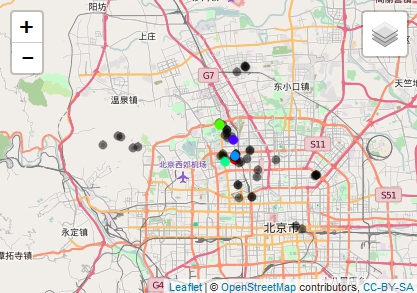 阳坊
+
−
上庄
G7
东小口镇
天竺地
温泉镇
S11
北京西郊机场
S51
永定镇
北京市
潭拓寺镇
G4
Leaflet | © OpenStreetMap contributors, CC-BY-SA